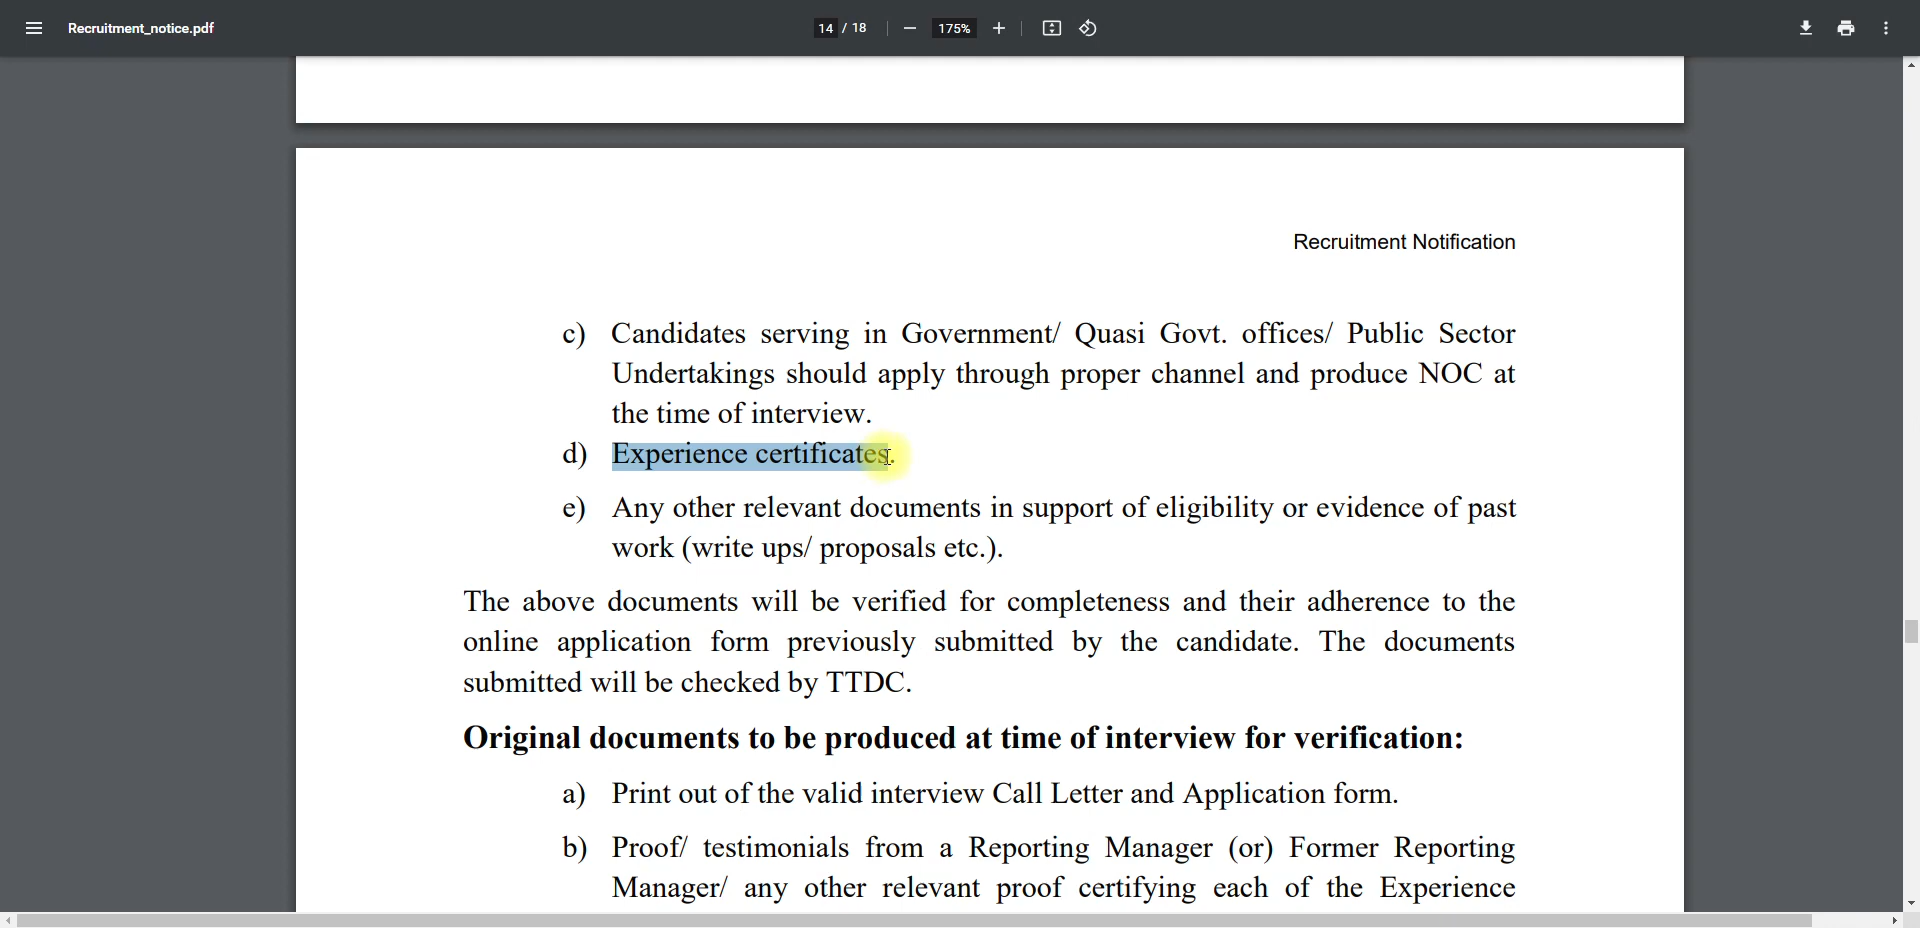 Recruitment_notice.pdf
14 / 18
175%
Recruitment Notification
c) Candidates serving in Government/ Quasi Govt. offices/ Public Sector
Undertakings should apply through proper channel and produce NOC at
the time of interview.
d) Experience certificates.
e) Any other relevant documents in support of eligibility or evidence of past
work (write ups/ proposals etc.).
The above documents will be verified for completeness and their adherence to the
online application form previously submitted by the candidate. The documents
submitted will be checked by TTDC.
Original documents to be produced at time of interview for verification:
a) Print out of the valid interview Call Letter and Application form.
b) Proof/ testimonials from a Reporting Manager (or) Former Reporting
Manager/ any other relevant proof certifying each of the Experience